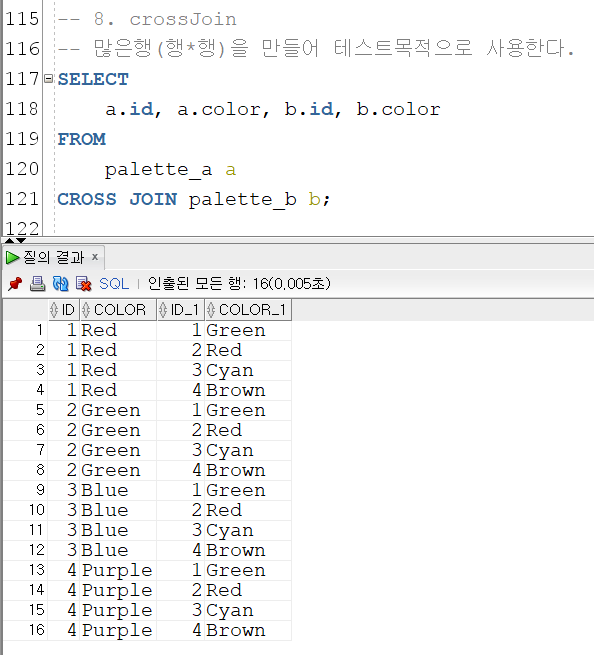 115 -- 8. crossJoin
116 -- 많은행(행*행)을 만들어 테스트목적으로 사용한다.
117 SELECT
118 a.id, a.color, b.id, b.color
119 FROM
120 palette_a a
121 CROSS JOIN palette_b b;
122
질의 결과 x
SQL | 인출된 모든 행: 16(0,005초)
ID COLOR ID_1 COLOR_1
1 1 Red 1 Green
2 1 Red 2 Red
3 1 Red 3 Cyan
4 1 Red 4 Brown
5 2 Green 1 Green
6 2 Green 2 Red
7 2 Green 3 Cyan
8 2 Green 4 Brown
9 3 Blue 1 Green
10 3 Blue 2 Red
11 3 Blue 3 Cyan
12 3 Blue 4 Brown
13 4 Purple 1 Green
14 4 Purple 2 Red
15 4 Purple 3 Cyan
16 4 Purple 4 Brown